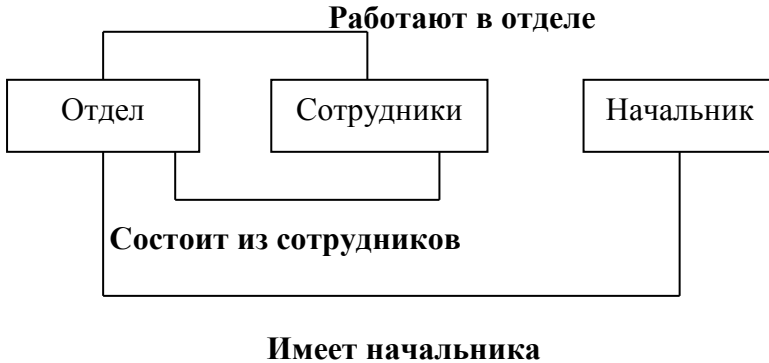 Работают в отделе
Отдел
Сотрудники
Начальник
Состоит из сотрудников
Имеет начальника